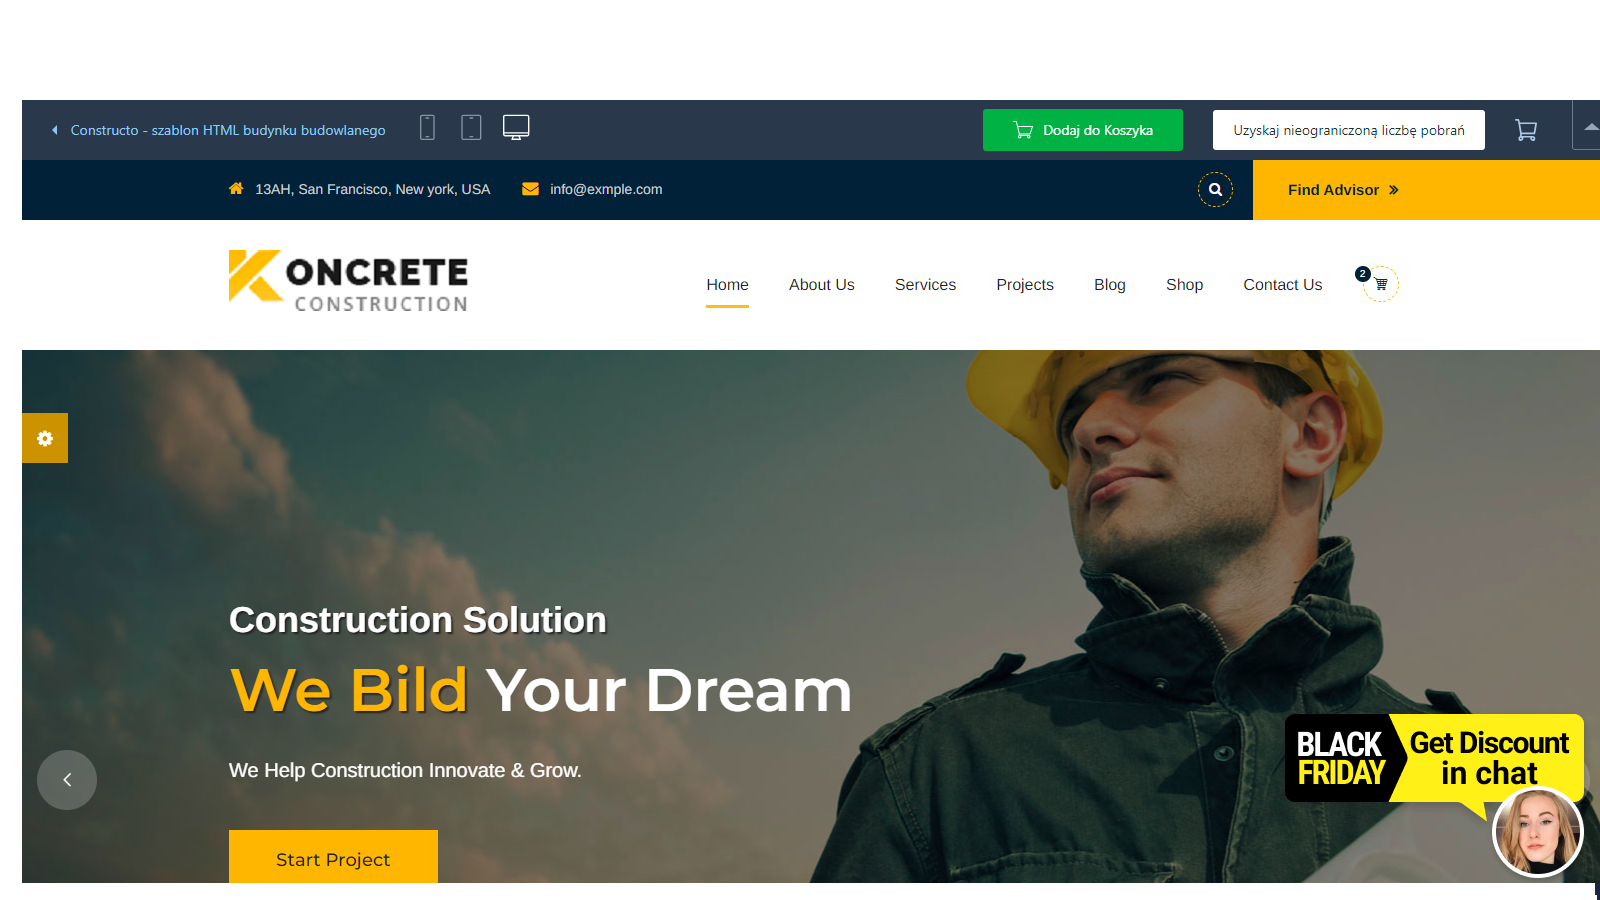 Constructo - szablon HTML budynku budowlanego
Dodaj do Koszyka
Uzyskaj nieograniczoną liczbę pobrań
13AH, San Francisco, New york, USA
info@exmple.com
Find Advisor
KONCRETE
CONSTRUCTION
Home
About Us
Services
Projects
Blog
Shop
Contact Us
2
Construction Solution
We Bild Your Dream
We Help Construction Innovate & Grow.
Start Project
BLACK
FRIDAY
Get Discount
in chat